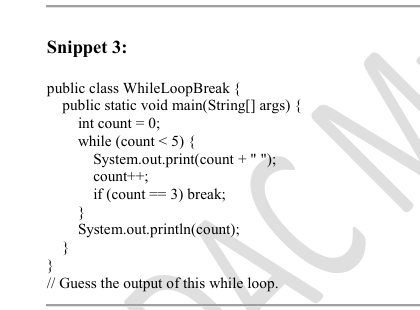 Snippet 3:
public class WhileLoopBreak {
    public static void main(String[] args) {
        int count = 0;
        while (count < 5) {
            System.out.print(count + " ");
            count++;
            if (count == 3) break;
        }
        System.out.println(count);
    }
}
// Guess the output of this while loop.
DAC M